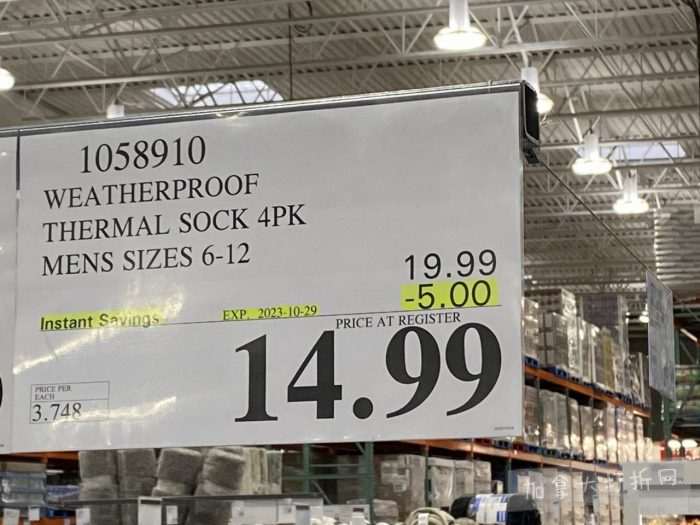 1058910
WEATHERPROOF
THERMAL SOCK 4PK
MENS SIZES 6-12
19.99
-5.00
Instant Savings EXP. 2023-10-29
PRICE AT REGISTER
14.99
PRICE PER
EACH
3.748
加拿大打折网